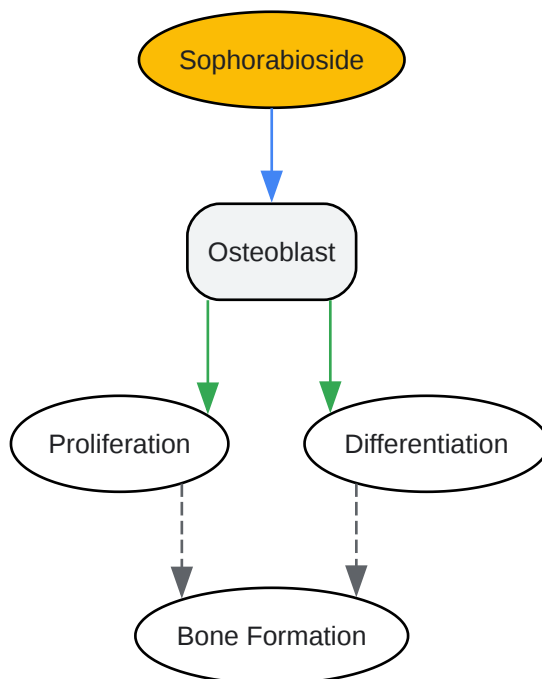 Sophorabioside
Osteoblast
Proliferation
Differentiation
Bone Formation